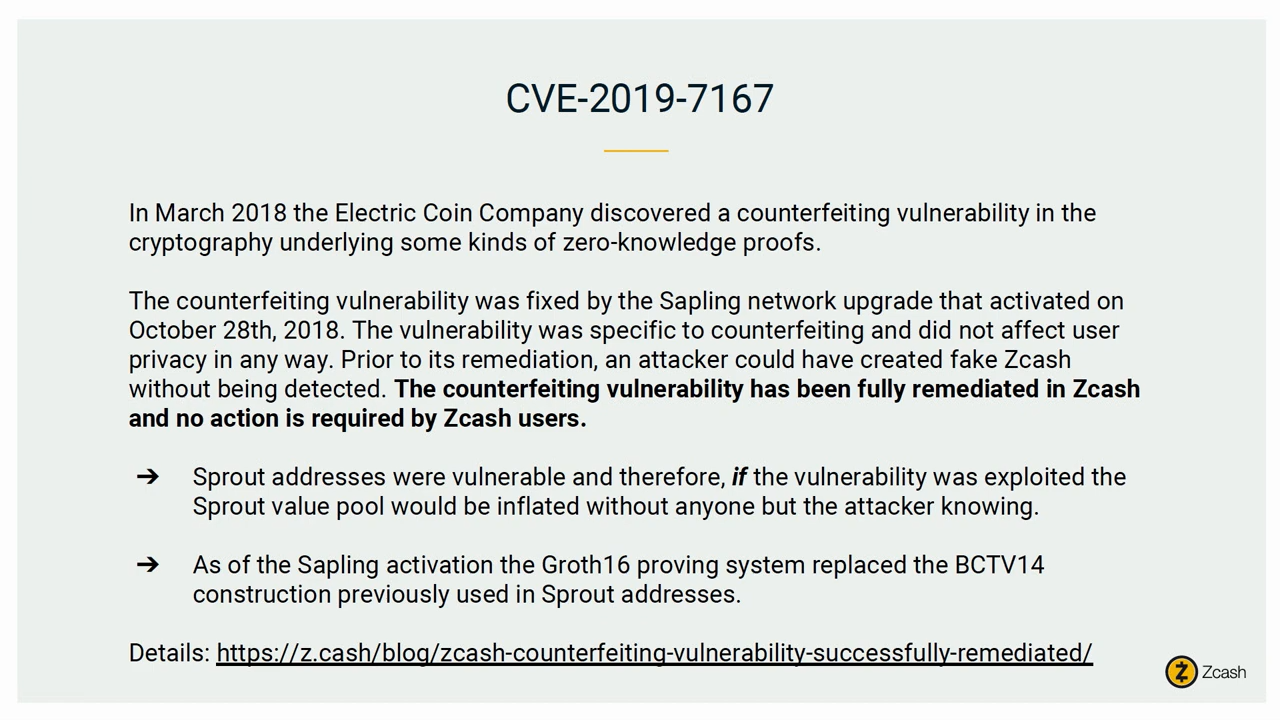 CVE-2019-7167
In March 2018 the Electric Coin Company discovered a counterfeiting vulnerability in the
cryptography underlying some kinds of zero-knowledge proofs.
The counterfeiting vulnerability was fixed by the Sapling network upgrade that activated on
October 28th, 2018. The vulnerability was specific to counterfeiting and did not affect user
privacy in any way. Prior to its remediation, an attacker could have created fake Zcash
without being detected. The counterfeiting vulnerability has been fully remediated in Zcash
and no action is required by Zcash users.
➔ Sprout addresses were vulnerable and therefore, if the vulnerability was exploited the
Sprout value pool would be inflated without anyone but the attacker knowing.
➔ As of the Sapling activation the Groth16 proving system replaced the BCTV14
construction previously used in Sprout addresses.
Details: https://z.cash/blog/zcash-counterfeiting-vulnerability-successfully-remediated/
Zcash